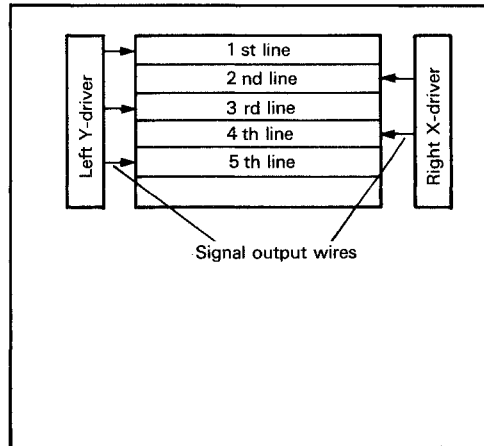 1 st line
2 nd line
3 rd line
4 th line
5 th line
Left Y-driver
Right X-driver
Signal output wires